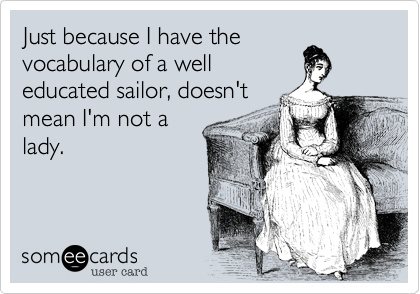 Just because I have the
vocabulary of a well
educated sailor, doesn't
mean I'm not a
lady.
someecards
user card